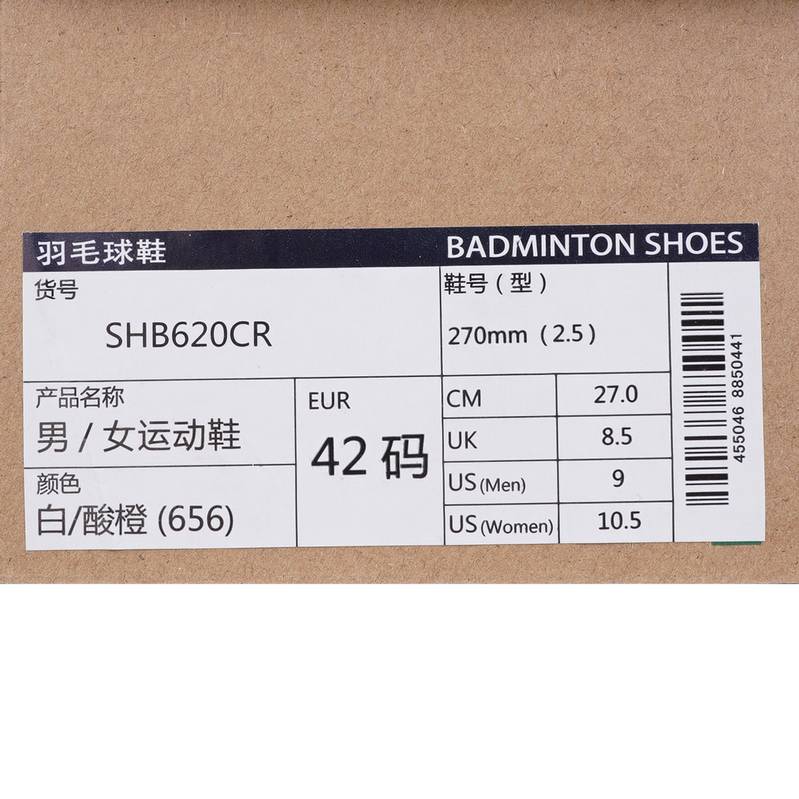 羽毛球鞋
BADMINTON SHOES
货号
SHB620CR
鞋号（型）
270mm（2.5）
产品名称
男 / 女运动鞋
颜色
白/酸橙 (656)
EUR
42 码
CM 27.0
UK 8.5
US (Men) 9
US (Women) 10.5
455046 8850441